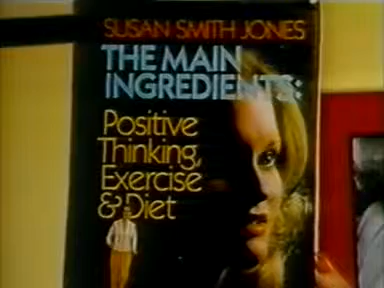 SUSAN SMITH JONES
THE MAIN
INGREDIENTS:
Positive
Thinking,
Exercise
& Diet